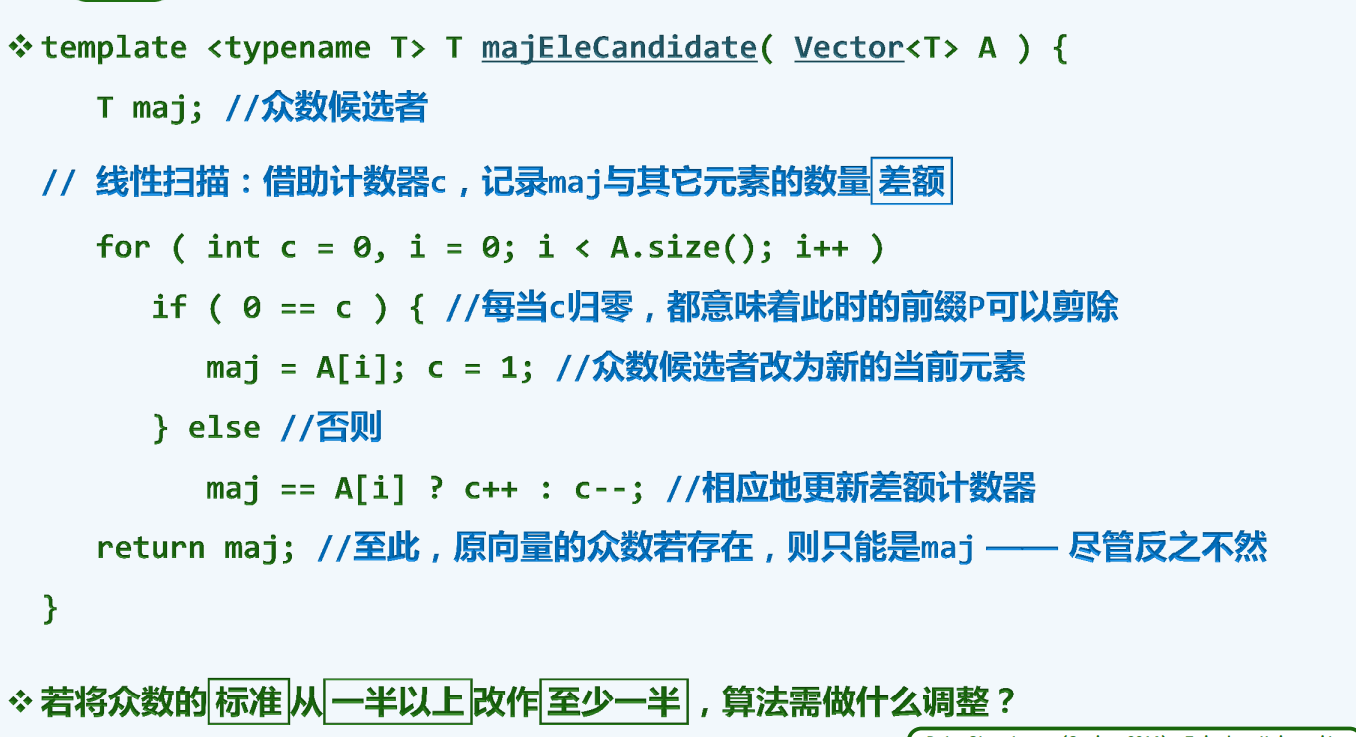 ❖ template <typename T> T majEleCandidate( Vector<T> A ) {
T maj; //众数候选者
// 线性扫描：借助计数器c，记录maj与其它元素的数量差额
for ( int c = 0, i = 0; i < A.size(); i++ )
if ( 0 == c ) { //每当c归零，都意味着此时的前缀P可以剪除
maj = A[i]; c = 1; //众数候选者改为新的当前元素
} else //否则
maj == A[i] ? c++ : c--; //相应地更新差额计数器
return maj; //至此，原向量的众数若存在，则只能是maj —— 尽管反之不然
}
❖ 若将众数的标准从一半以上改作至少一半，算法需做什么调整？